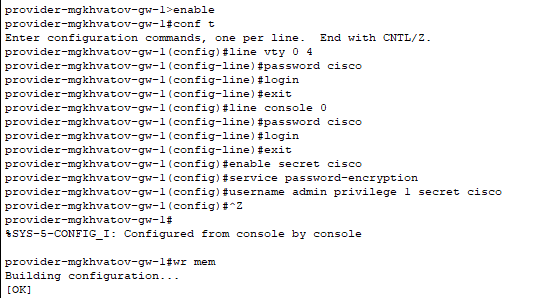 provider-mgkhvatov-gw-1>enable
provider-mgkhvatov-gw-1#conf t
Enter configuration commands, one per line.  End with CNTL/Z.
provider-mgkhvatov-gw-1(config)#line vty 0 4
provider-mgkhvatov-gw-1(config-line)#password cisco
provider-mgkhvatov-gw-1(config-line)#login
provider-mgkhvatov-gw-1(config-line)#exit
provider-mgkhvatov-gw-1(config)#line console 0
provider-mgkhvatov-gw-1(config-line)#password cisco
provider-mgkhvatov-gw-1(config-line)#login
provider-mgkhvatov-gw-1(config-line)#exit
provider-mgkhvatov-gw-1(config)#enable secret cisco
provider-mgkhvatov-gw-1(config)#service password-encryption
provider-mgkhvatov-gw-1(config)#username admin privilege 1 secret cisco
provider-mgkhvatov-gw-1(config)#^Z
provider-mgkhvatov-gw-1#
%SYS-5-CONFIG_I: Configured from console by console
provider-mgkhvatov-gw-1#wr mem
Building configuration...
[OK]